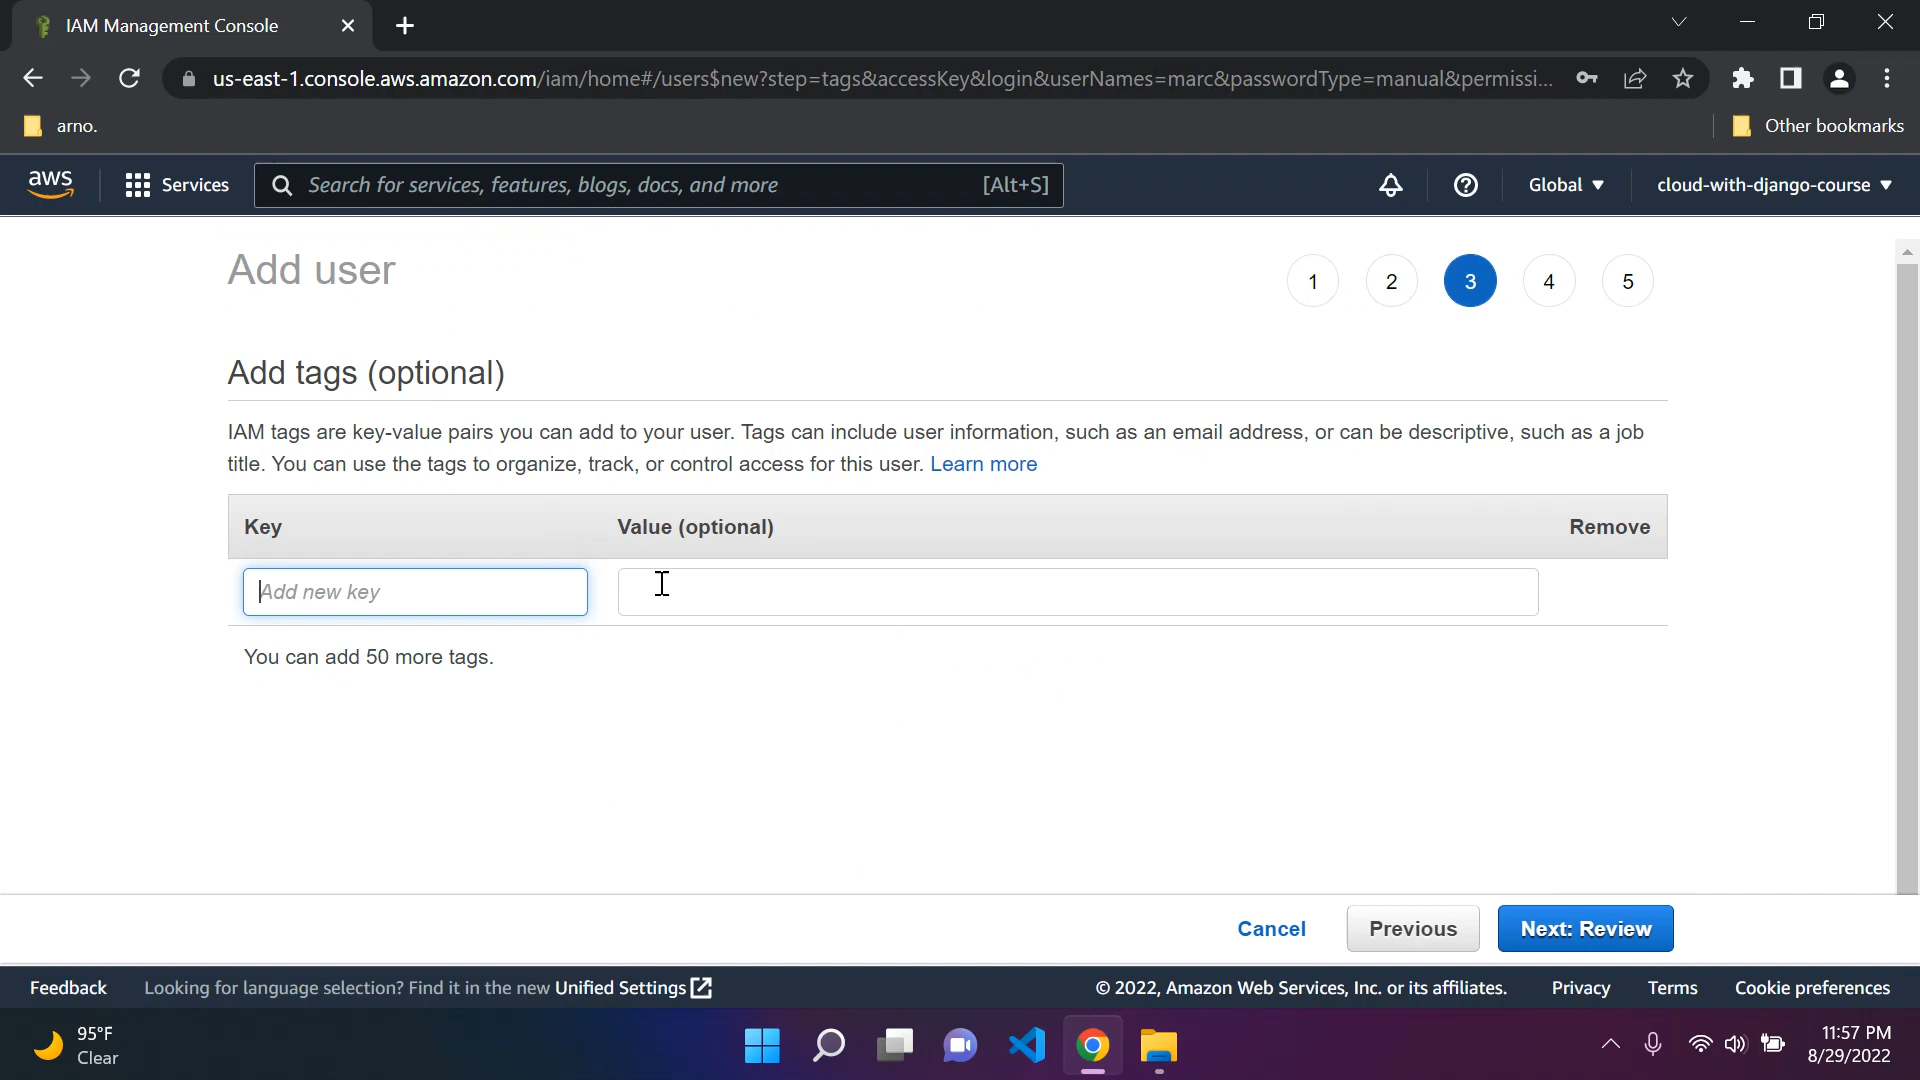 IAM Management Console
us-east-1.console.aws.amazon.com/iam/home#/users$new?step=tags&accessKey&login&userNames=marc&passwordType=manual&permissi...
arno.
Other bookmarks
aws
Services
Search for services, features, blogs, docs, and more
[Alt+S]
Global
cloud-with-django-course
Add user
1
2
3
4
5
Add tags (optional)
IAM tags are key-value pairs you can add to your user. Tags can include user information, such as an email address, or can be descriptive, such as a job
title. You can use the tags to organize, track, or control access for this user. Learn more
Key
Value (optional)
Remove
Add new key
You can add 50 more tags.
Cancel
Previous
Next: Review
Feedback
Looking for language selection? Find it in the new Unified Settings
© 2022, Amazon Web Services, Inc. or its affiliates.
Privacy
Terms
Cookie preferences
95°F
Clear
11:57 PM
8/29/2022